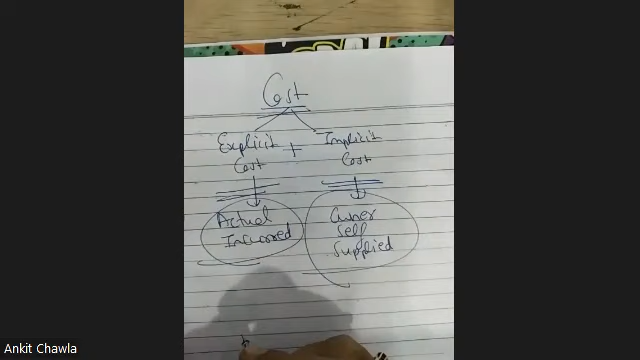 Cost
Explicit + Implicit
Cost Cost
Actual Owner
Incurred Self
Supplied
Ankit Chawla